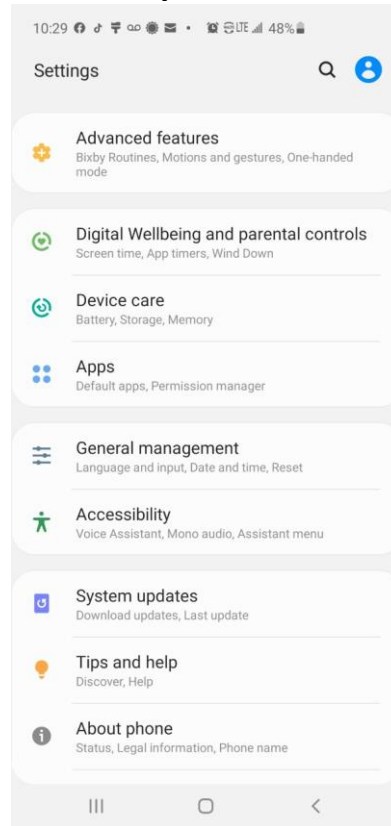 10:29 LTE 48%
Settings
Advanced features
Bixby Routines, Motions and gestures, One-handed
mode
Digital Wellbeing and parental controls
Screen time, App timers, Wind Down
Device care
Battery, Storage, Memory
Apps
Default apps, Permission manager
General management
Language and input, Date and time, Reset
Accessibility
Voice Assistant, Mono audio, Assistant menu
System updates
Download updates, Last update
Tips and help
Discover, Help
About phone
Status, Legal information, Phone name